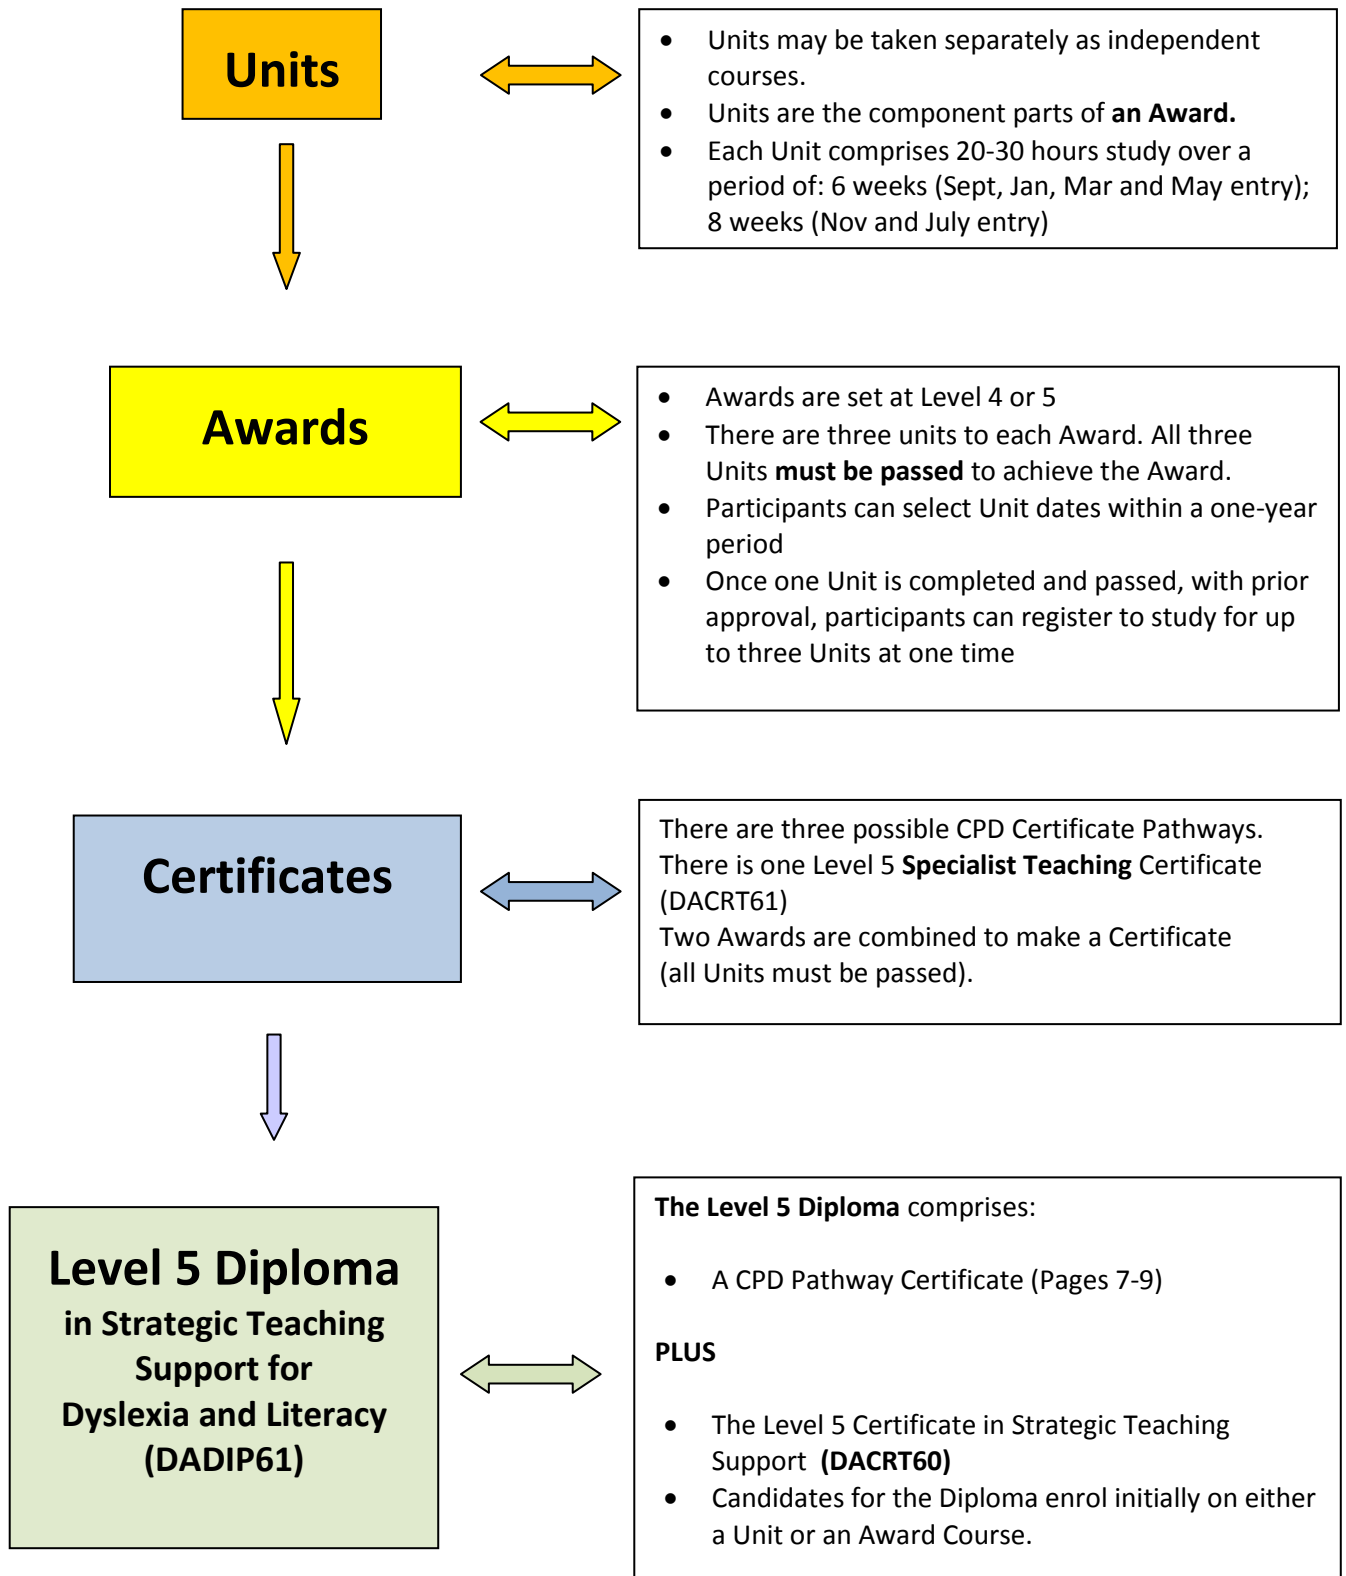 Units
• Units may be taken separately as independent
courses.
• Units are the component parts of an Award.
• Each Unit comprises 20-30 hours study over a
period of: 6 weeks (Sept, Jan, Mar and May entry);
8 weeks (Nov and July entry)
Awards
• Awards are set at Level 4 or 5
• There are three units to each Award. All three
Units must be passed to achieve the Award.
• Participants can select Unit dates within a one-year
period
• Once one Unit is completed and passed, with prior
approval, participants can register to study for up
to three Units at one time
Certificates
There are three possible CPD Certificate Pathways.
There is one Level 5 Specialist Teaching Certificate
(DACRT61)
Two Awards are combined to make a Certificate
(all Units must be passed).
Level 5 Diploma
in Strategic Teaching
Support for
Dyslexia and Literacy
(DADIP61)
The Level 5 Diploma comprises:
• A CPD Pathway Certificate (Pages 7-9)
PLUS
• The Level 5 Certificate in Strategic Teaching
Support (DACRT60)
• Candidates for the Diploma enrol initially on either
a Unit or an Award Course.